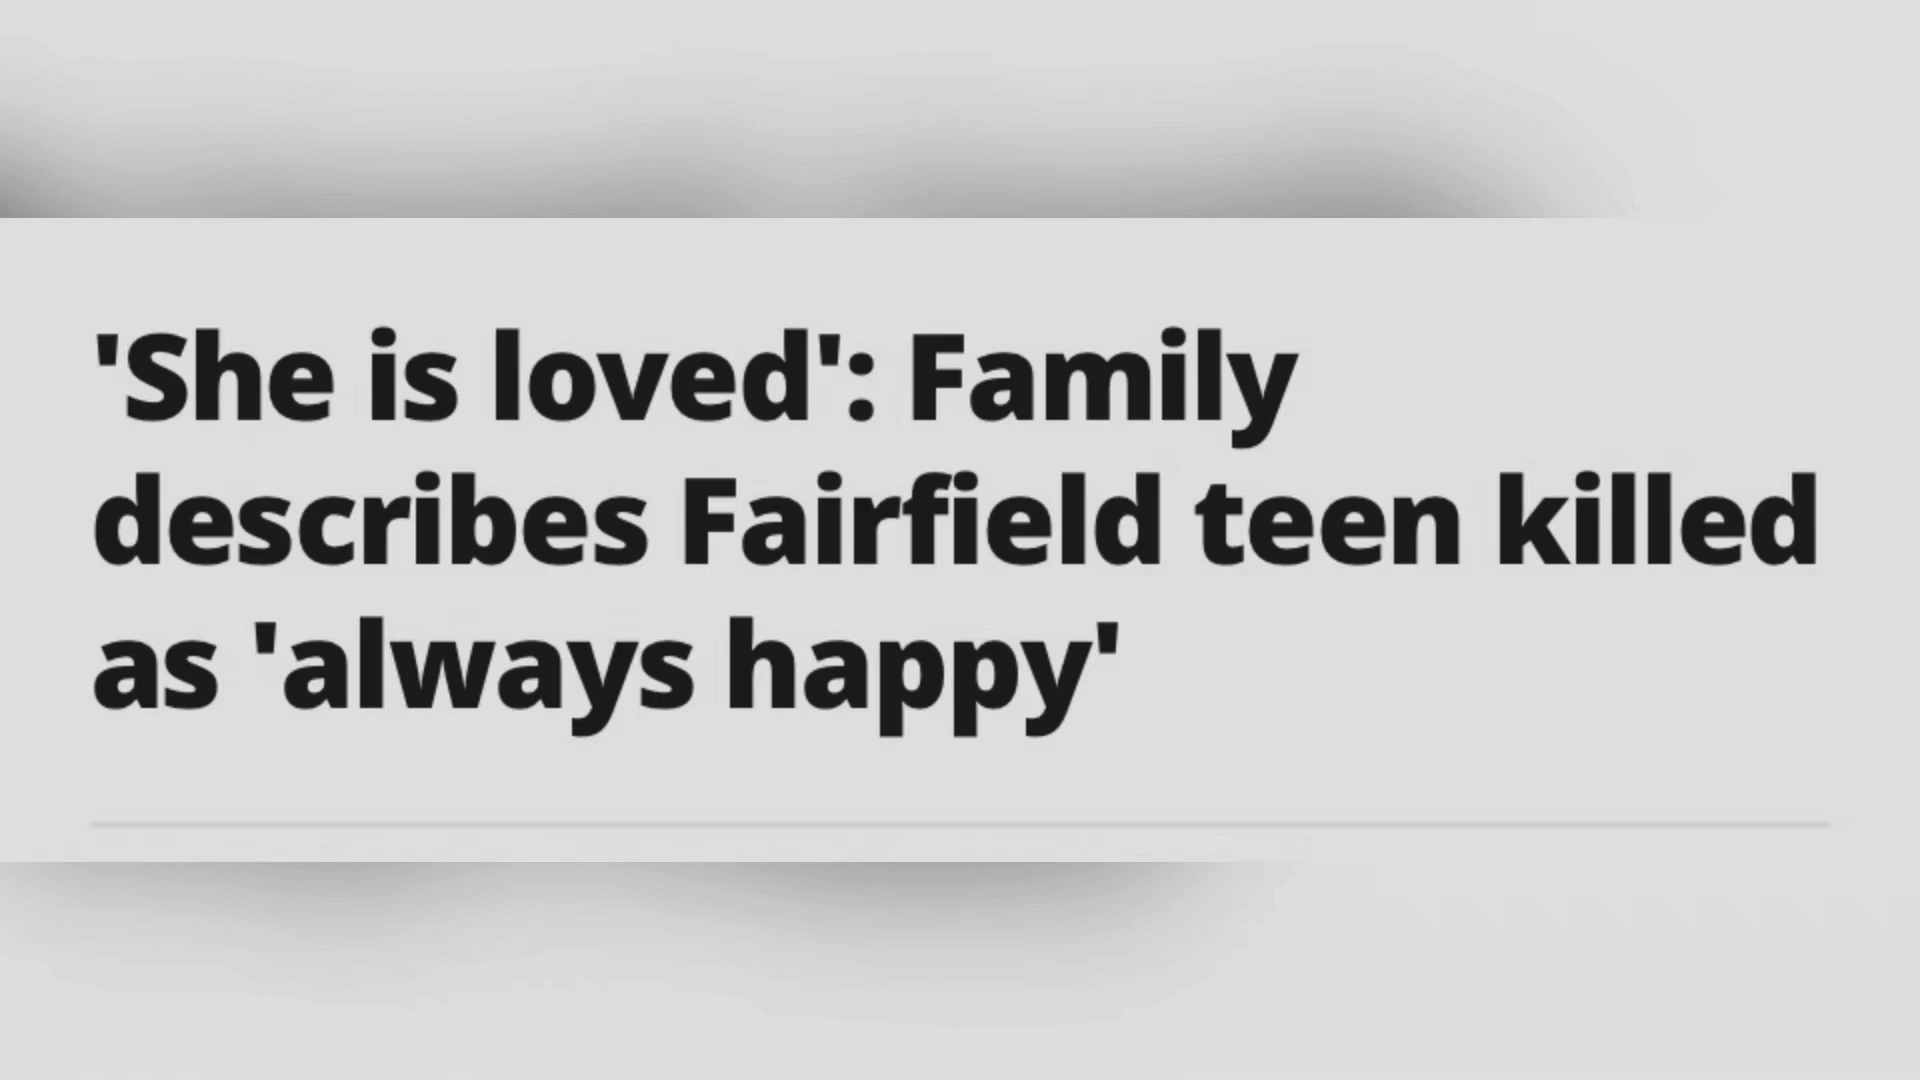 'She is loved': Family
describes Fairfield teen killed
as 'always happy'